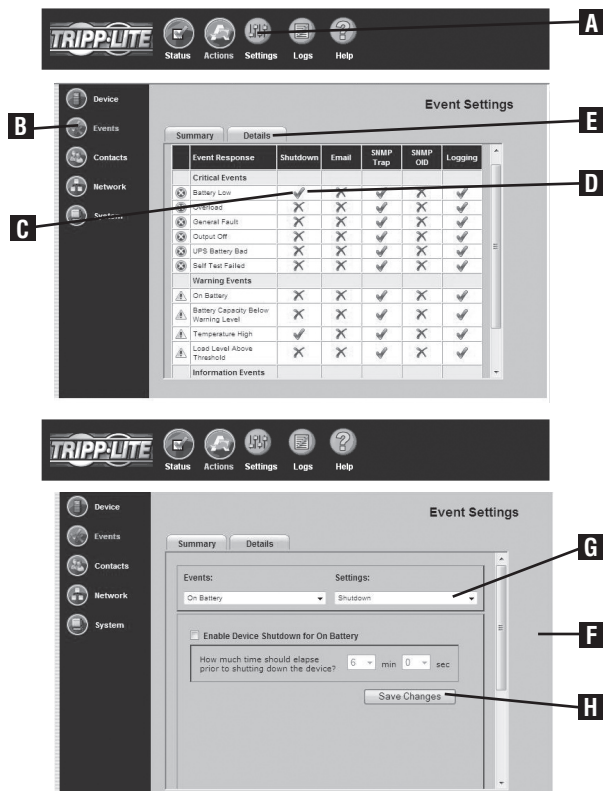 A
TRIPP·LITE
Status Actions Settings Logs Help
Device
Event Settings
B
Events
E
Summary Details
Contacts
Event Response Shutdown Email SNMP Trap SNMP OID Logging
Critical Events
D
Network
Battery Low
C
System
Overload
General Fault
Output Off
UPS Battery Bad
Self Test Failed
Warning Events
On Battery
Battery Capacity Below
Warning Level
Temperature High
Load Level Above
Threshold
Information Events
TRIPP·LITE
Status Actions Settings Logs Help
Device
Event Settings
Events
Summary Details
G
Contacts
Events: Settings:
Network
On Battery Shutdown
F
System
Enable Device Shutdown for On Battery
How much time should elapse
prior to shutting down the device? 6 min 0 sec
Save Changes
H